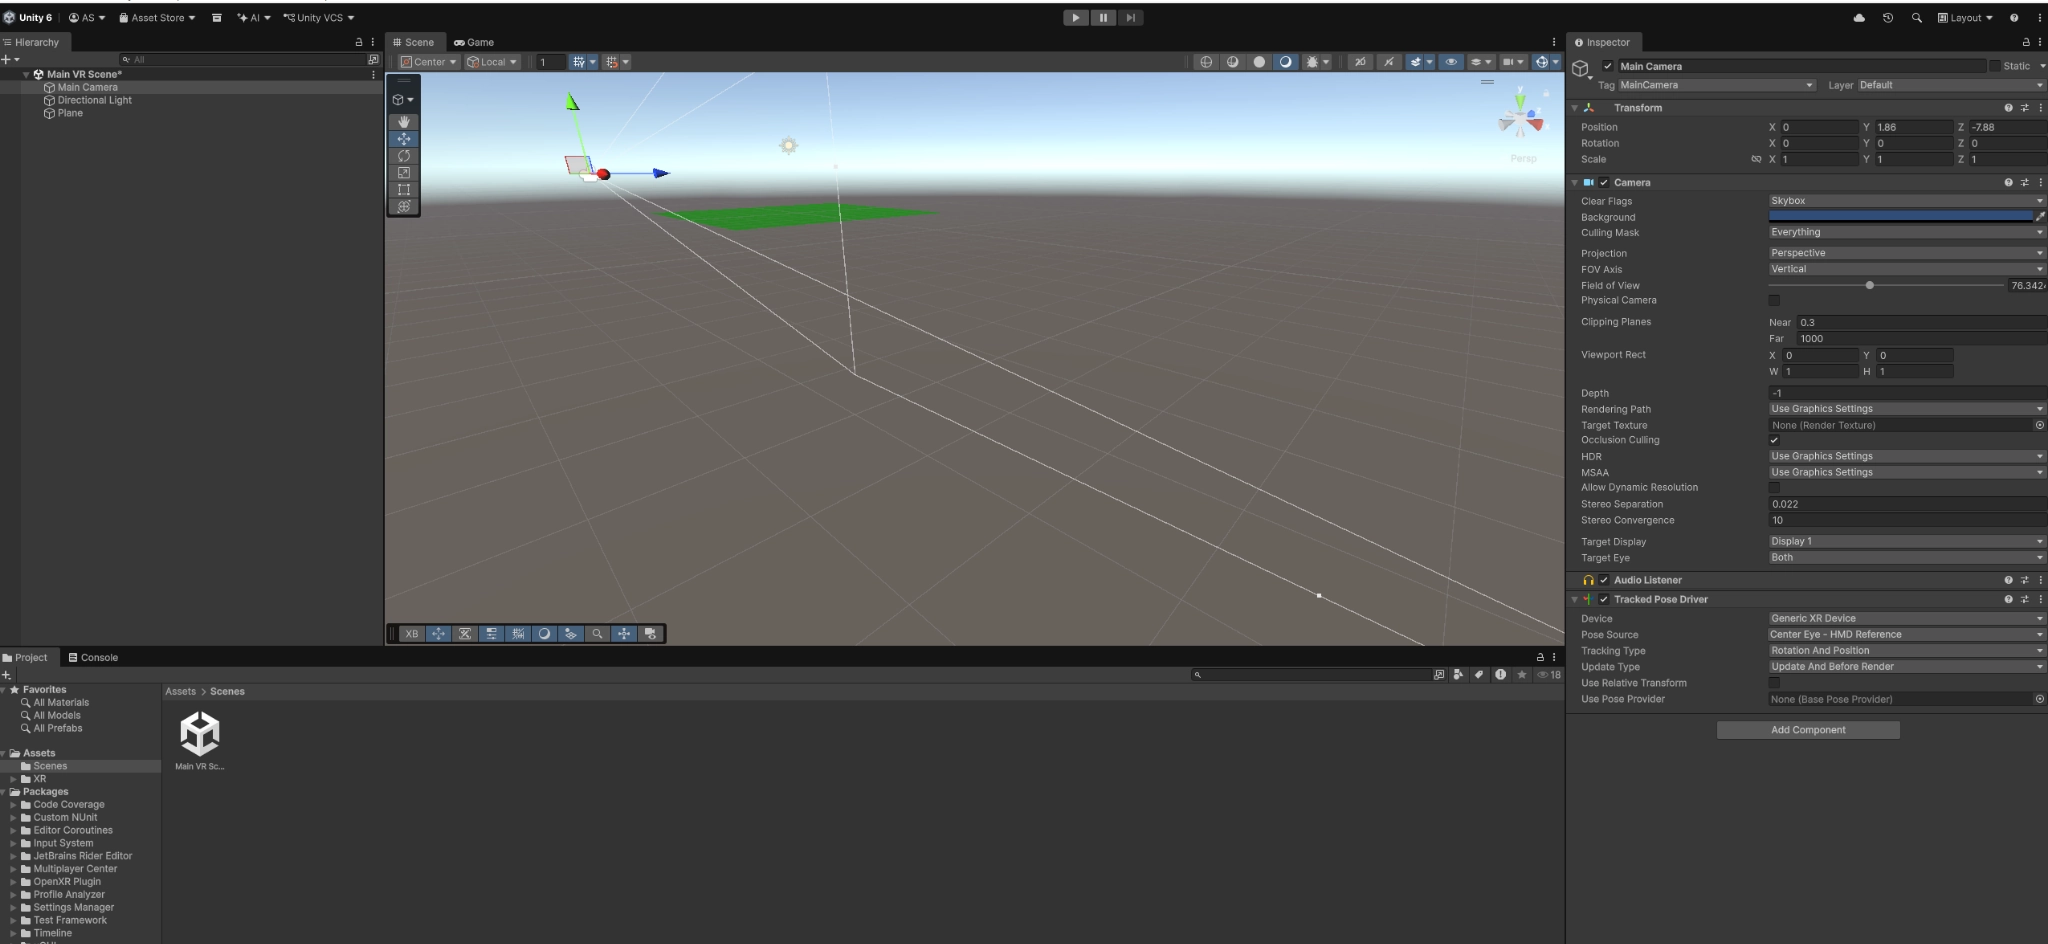 Unity 6 AS Asset Store AI Unity VCS Layout
Hierarchy
All
Main VR Scene*
Main Camera
Directional Light
Plane
Scene Game
Center Local 1
y
Persp
XB
Inspector
Main Camera Static
Tag MainCamera Layer Default
Transform
Position X 0 Y 1.86 Z -7.88
Rotation X 0 Y 0 Z 0
Scale X 1 Y 1 Z 1
Camera
Clear Flags Skybox
Background
Culling Mask Everything
Projection Perspective
FOV Axis Vertical
Field of View 76.342
Physical Camera
Clipping Planes Near 0.3
Far 1000
Viewport Rect X 0 Y 0
W 1 H 1
Depth -1
Rendering Path Use Graphics Settings
Target Texture None (Render Texture)
Occlusion Culling
HDR Use Graphics Settings
MSAA Use Graphics Settings
Allow Dynamic Resolution
Stereo Separation 0.022
Stereo Convergence 10
Target Display Display 1
Target Eye Both
Audio Listener
Tracked Pose Driver
Device Generic XR Device
Pose Source Center Eye - HMD Reference
Tracking Type Rotation And Position
Update Type Update And Before Render
Use Relative Transform
Use Pose Provider None (Base Pose Provider)
Add Component
Project Console
18
Favorites
All Materials
All Models
All Prefabs
Assets
Scenes
XR
Packages
Code Coverage
Custom NUnit
Editor Coroutines
Input System
JetBrains Rider Editor
Multiplayer Center
OpenXR Plugin
Profile Analyzer
Settings Manager
Test Framework
Timeline
Assets > Scenes
Main VR Sc...